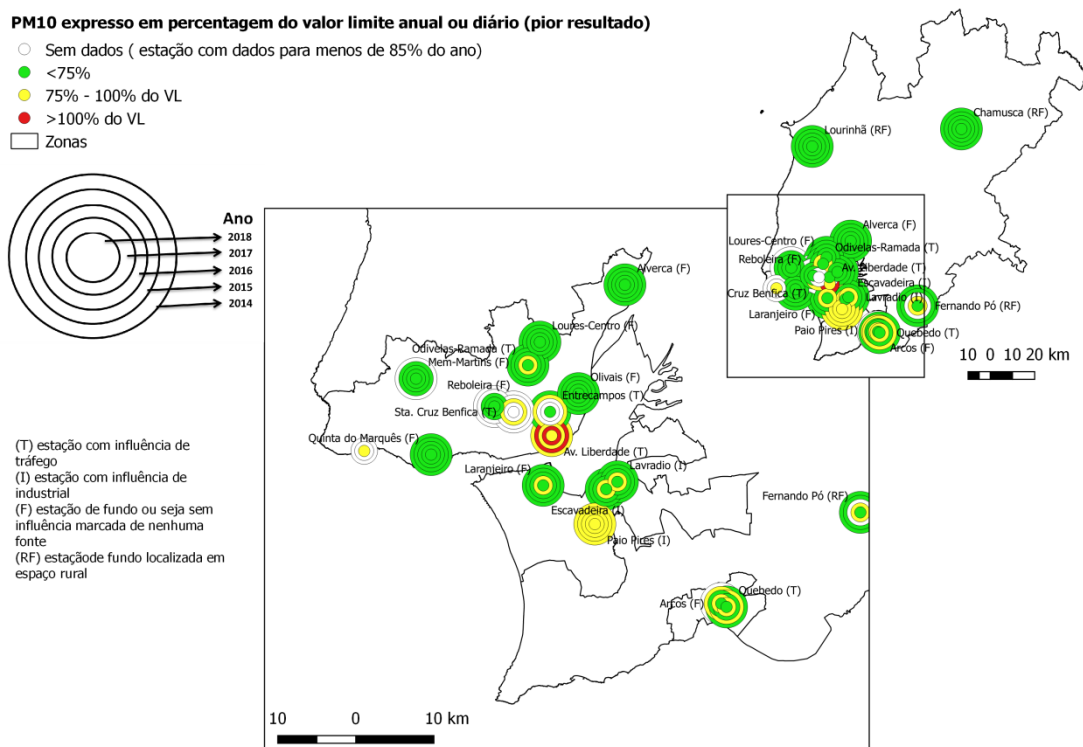 PM10 expresso em percentagem do valor limite anual ou diário (pior resultado)
Sem dados ( estação com dados para menos de 85% do ano)
<75%
75% - 100% do VL
>100% do VL
Zonas
Ano
2018
2017
2016
2015
2014
(T) estação com influência de
tráfego
(I) estação com influência de
industrial
(F) estação de fundo ou seja sem
influência marcada de nenhuma
fonte
(RF) estaçãode fundo localizada em
espaço rural
Chamusca (RF)
Lourinhã (RF)
Alverca (F)
Loures-Centro (F)
Odivelas-Ramada (T)
Reboleira (F)
Av. Liberdade (T)
Escavadeira (I)
Cruz Benfica (T)
Lavradio (I)
Fernando Pó (RF)
Laranjeiro (F)
Paio Pires (I)
Quebedo (T)
Arcos (F)
10 0 10 20 km
Alverca (F)
Loures-Centro (F)
Odivelas-Ramada (T)
Mem-Martins (F)
Olivais (F)
Reboleira (F)
Entrecampos (T)
Sta. Cruz Benfica (T)
Quinta do Marquês (F)
Av. Liberdade (T)
Laranjeiro (F)
Lavradio (I)
Fernando Pó (RF)
Escavadeira (I)
Paio Pires (I)
Quebedo (T)
Arcos (F)
10 0 10 km